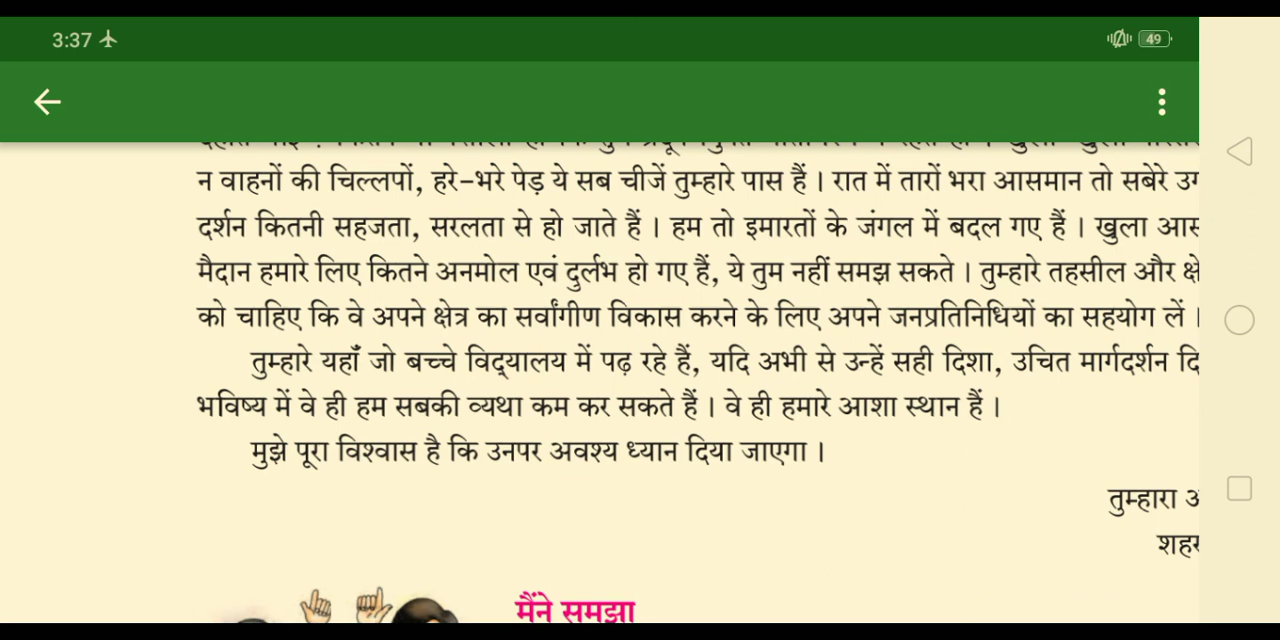 3:37
49
न वाहनों की चिल्लपों, हरे-भरे पेड़ ये सब चीजें तुम्हारे पास हैं । रात में तारों भरा आसमान तो सबेरे
दर्शन कितनी सहजता, सरलता से हो जाते हैं । हम तो इमारतों के जंगल में बदल गए हैं । खुला
मैदान हमारे लिए कितने अनमोल एवं दुर्लभ हो गए हैं, ये तुम नहीं समझ सकते । तुम्हारे तहसील और
को चाहिए कि वे अपने क्षेत्र का सर्वांगीण विकास करने के लिए अपने जनप्रतिनिधियों का सहयोग लें ।
तुम्हारे यहाँ जो बच्चे विद्यालय में पढ़ रहे हैं, यदि अभी से उन्हें सही दिशा, उचित मार्गदर्शन
भविष्य में वे ही हम सबकी व्यथा कम कर सकते हैं । वे ही हमारे आशा स्थान हैं ।
मुझे पूरा विश्वास है कि उनपर अवश्य ध्यान दिया जाएगा ।
तुम्हारा
मैंने समझा